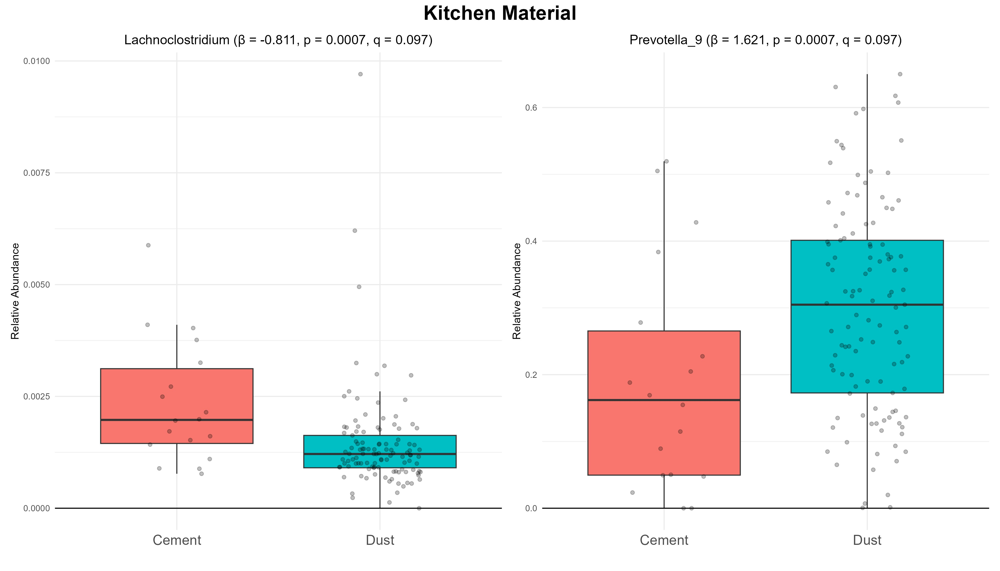 Kitchen Material
Lachnoclostridium (β = -0.811, p = 0.0007, q = 0.097)
Relative Abundance
0.0100
0.0075
0.0050
0.0025
0.0000
Cement
Dust
Prevotella_9 (β = 1.621, p = 0.0007, q = 0.097)
Relative Abundance
0.6
0.4
0.2
0.0
Cement
Dust